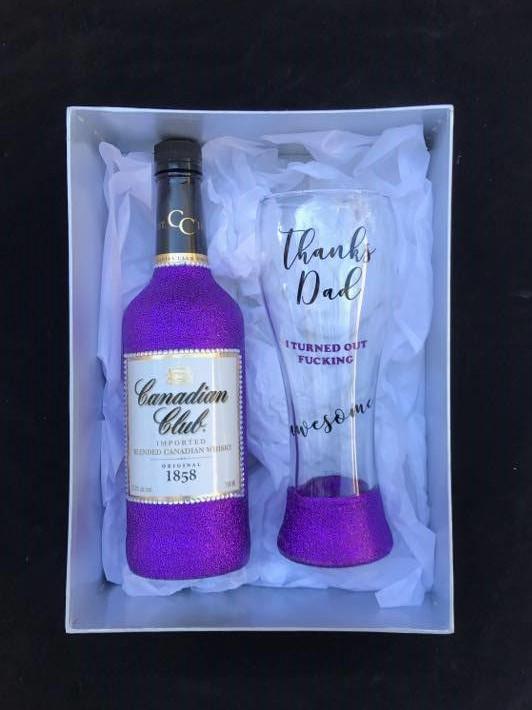 CC
Canadian
Club
IMPORTED
BLENDED CANADIAN WHISKY
ORIGINAL
1858
Thanks
Dad
I TURNED OUT
FUCKING
awesome